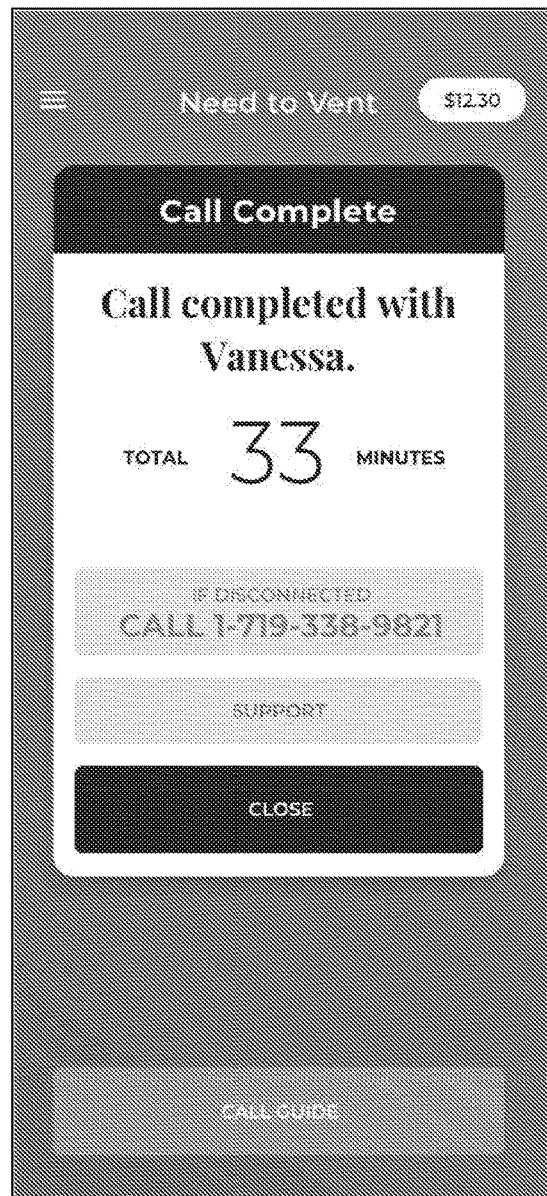 Need to Vent
$12.30
Call Complete
Call completed with
Vanessa.
TOTAL 33 MINUTES
IF DISCONNECTED
CALL 1-719-338-9821
SUPPORT
CLOSE
CALL GUIDE